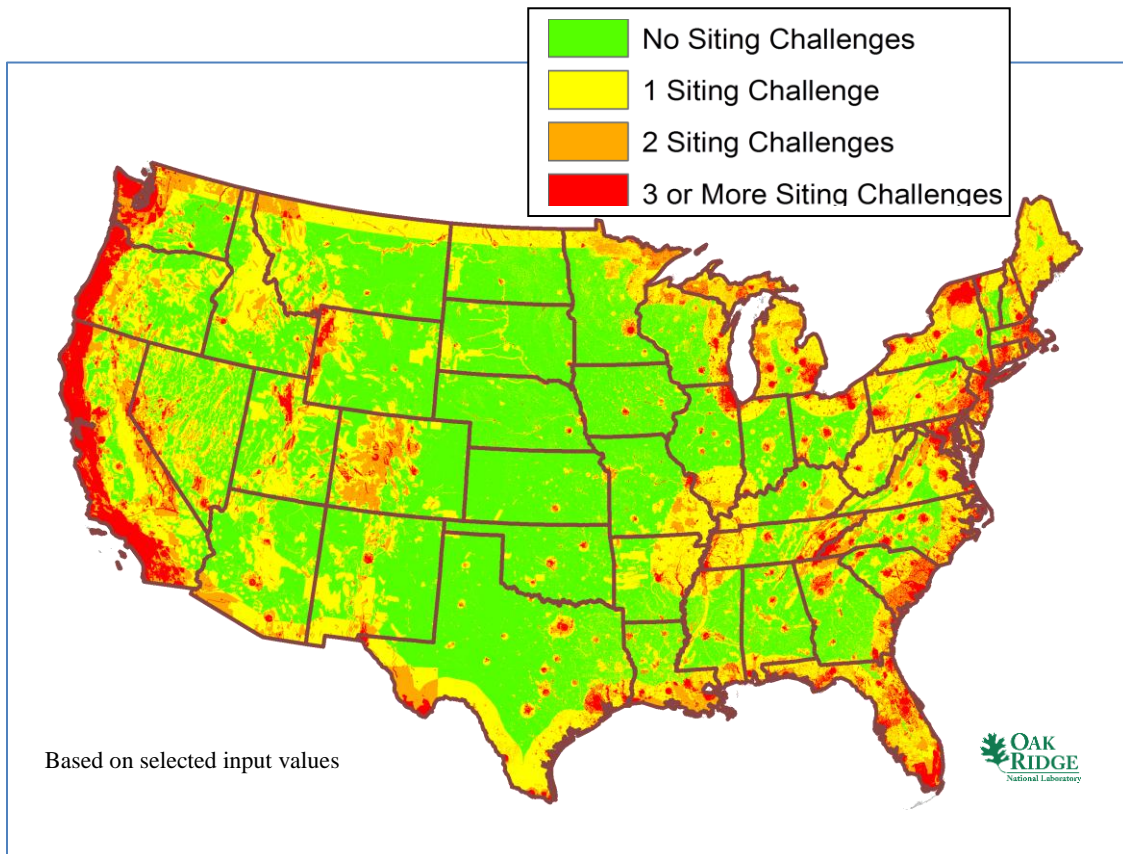 No Siting Challenges
1 Siting Challenge
2 Siting Challenges
3 or More Siting Challenges
Based on selected input values
OAK
RIDGE
National Laboratory